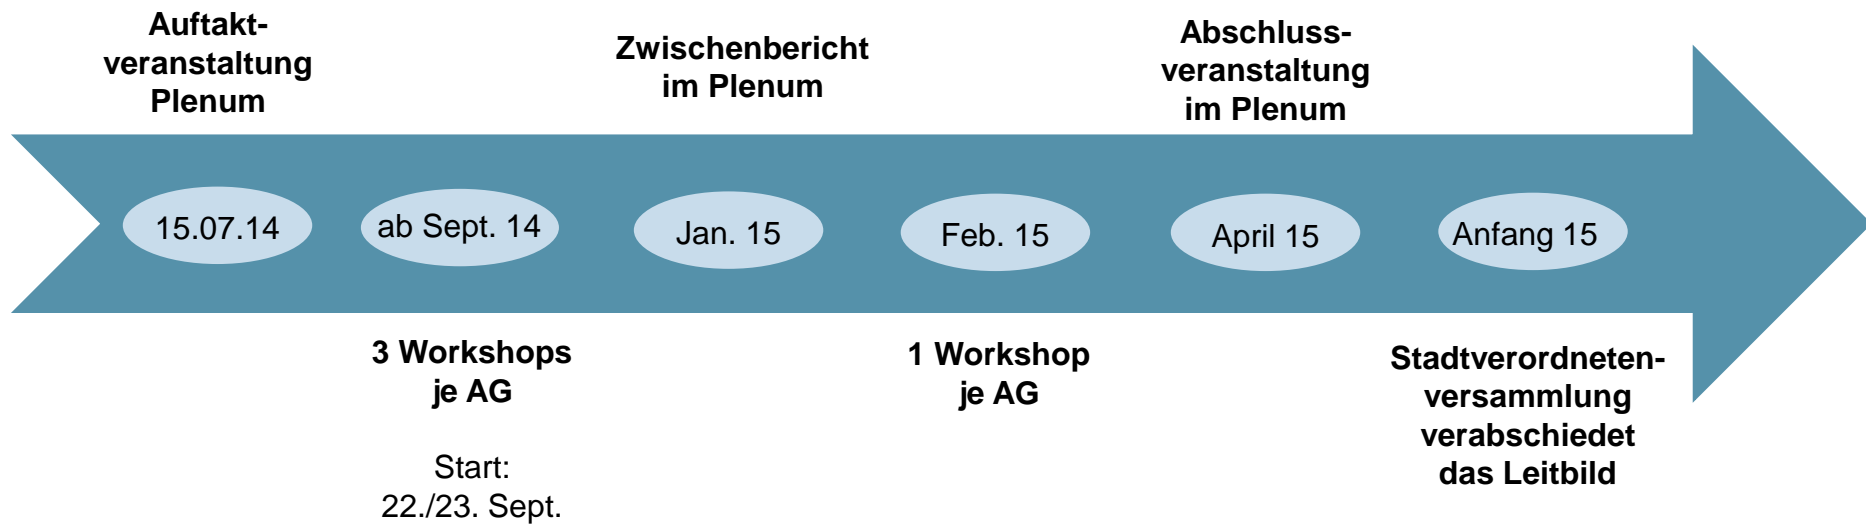 Auftakt-
veranstaltung
Plenum
Zwischenbericht
im Plenum
Abschluss-
veranstaltung
im Plenum
15.07.14
ab Sept. 14
Jan. 15
Feb. 15
April 15
Anfang 15
3 Workshops
je AG
Start:
22./23. Sept.
1 Workshop
je AG
Stadtverordneten-
versammlung
verabschiedet
das Leitbild